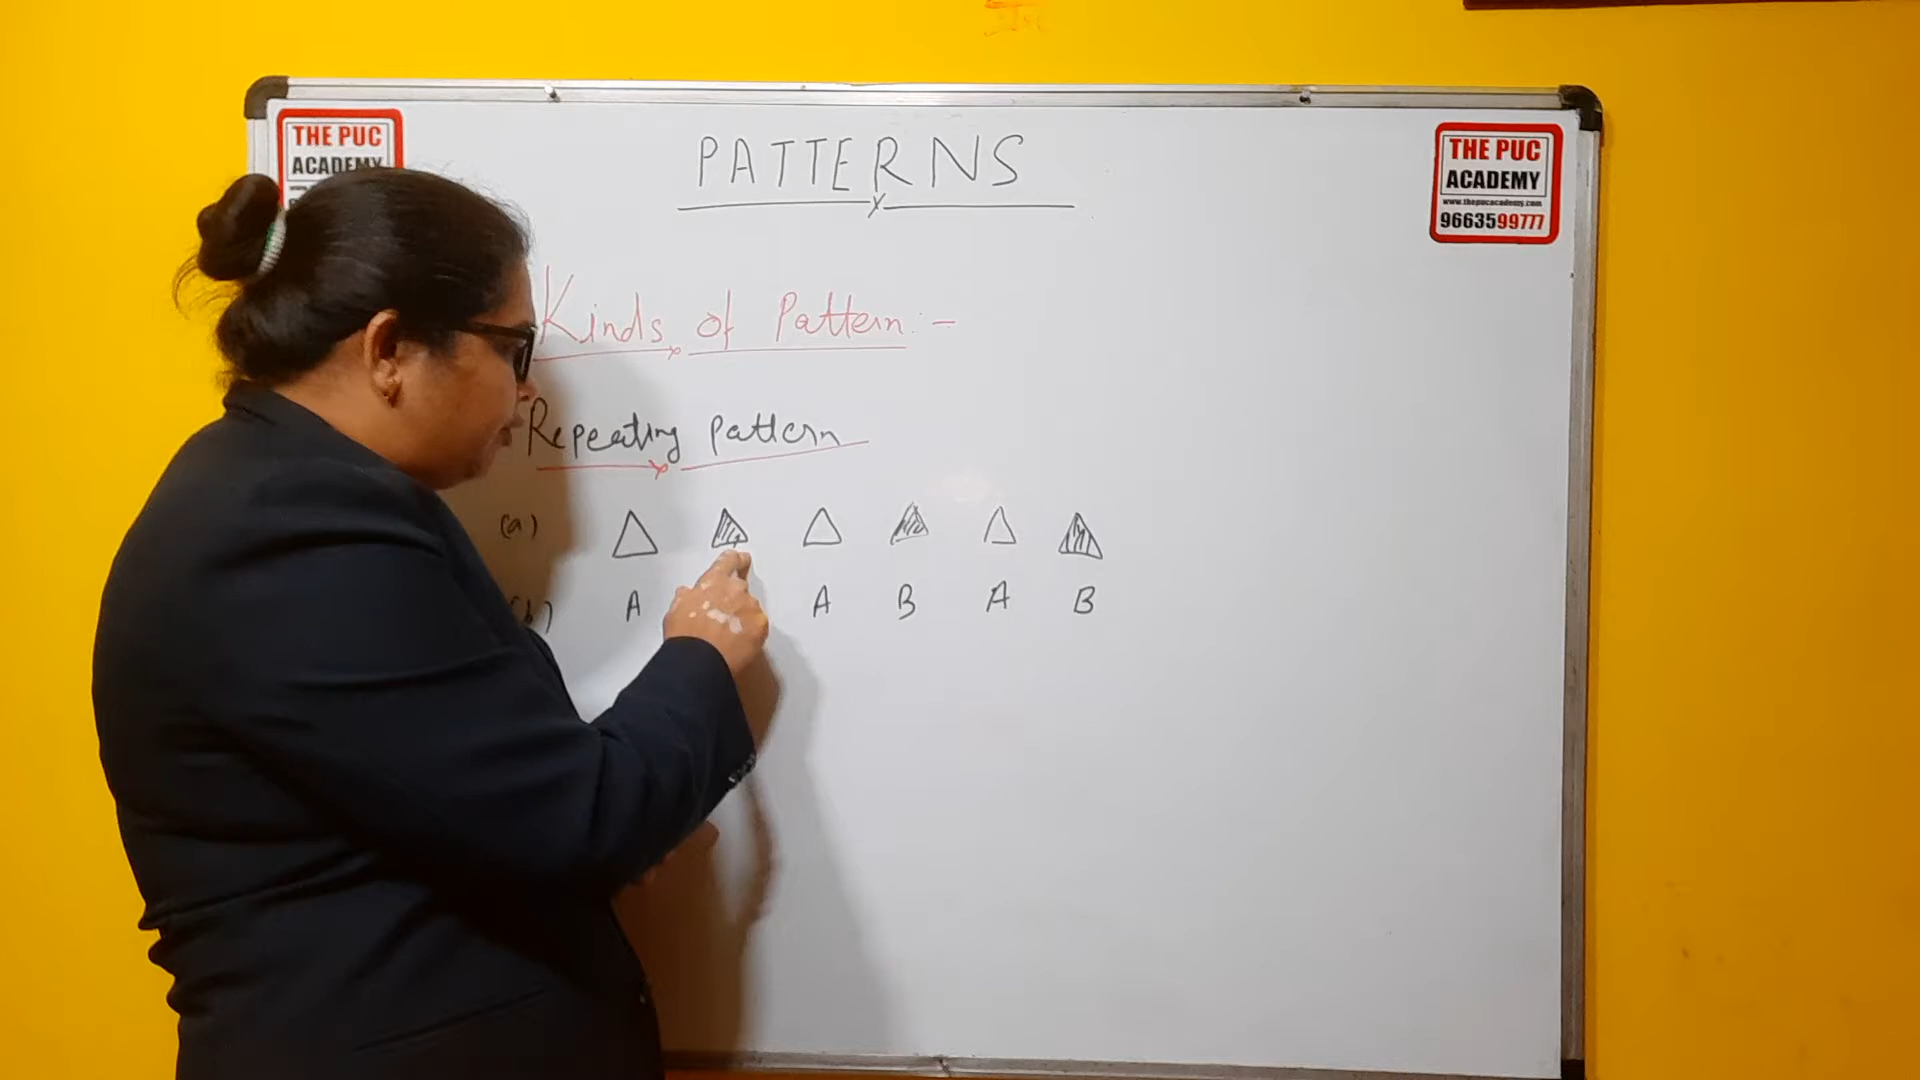 THE PUC
ACADEMY
PATTERNS
THE PUC
ACADEMY
www.thepucacademy.com
9663599777
Kinds of Pattern:-
Repeating pattern
(a)
(b) A A B A B